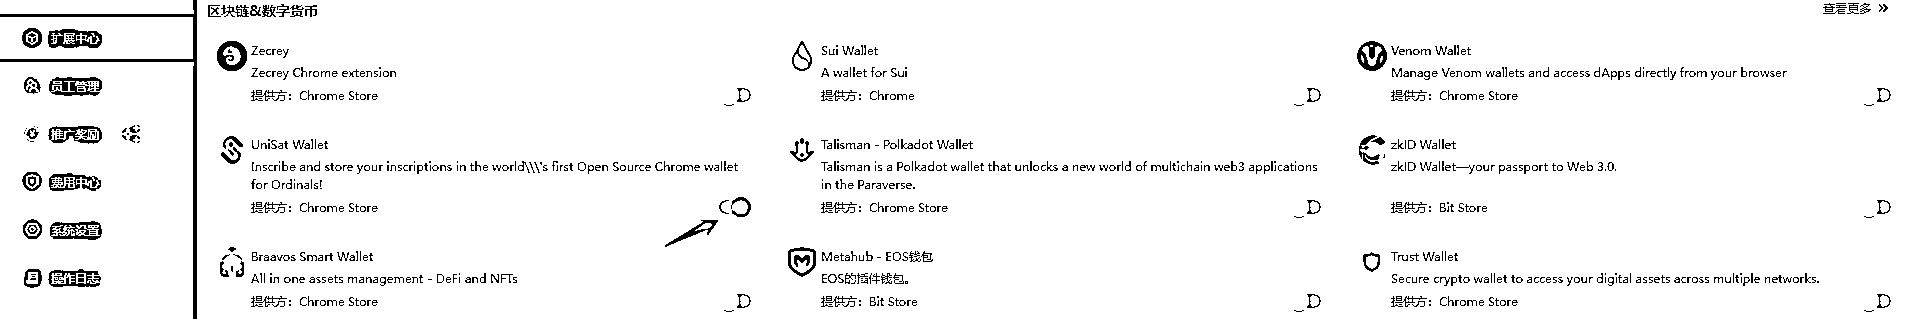 区块链&数字货币
查看更多 »
扩展中心
员工管理
推广奖励
费用中心
系统设置
操作日志
Zecrey
Zecrey Chrome extension
提供方：Chrome Store
Sui Wallet
A wallet for Sui
提供方：Chrome
Venom Wallet
Manage Venom wallets and access dApps directly from your browser
提供方：Chrome Store
UniSat Wallet
Inscribe and store your inscriptions in the world\\\'s first Open Source Chrome wallet
for Ordinals!
提供方：Chrome Store
Talisman - Polkadot Wallet
Talisman is a Polkadot wallet that unlocks a new world of multichain web3 applications
in the Paraverse.
提供方：Chrome Store
zkID Wallet
zkID Wallet—your passport to Web 3.0.
提供方：Bit Store
Braavos Smart Wallet
All in one assets management - DeFi and NFTs
提供方：Chrome Store
Metahub - EOS钱包
EOS的插件钱包。
提供方：Bit Store
Trust Wallet
Secure crypto wallet to access your digital assets across multiple networks.
提供方：Chrome Store